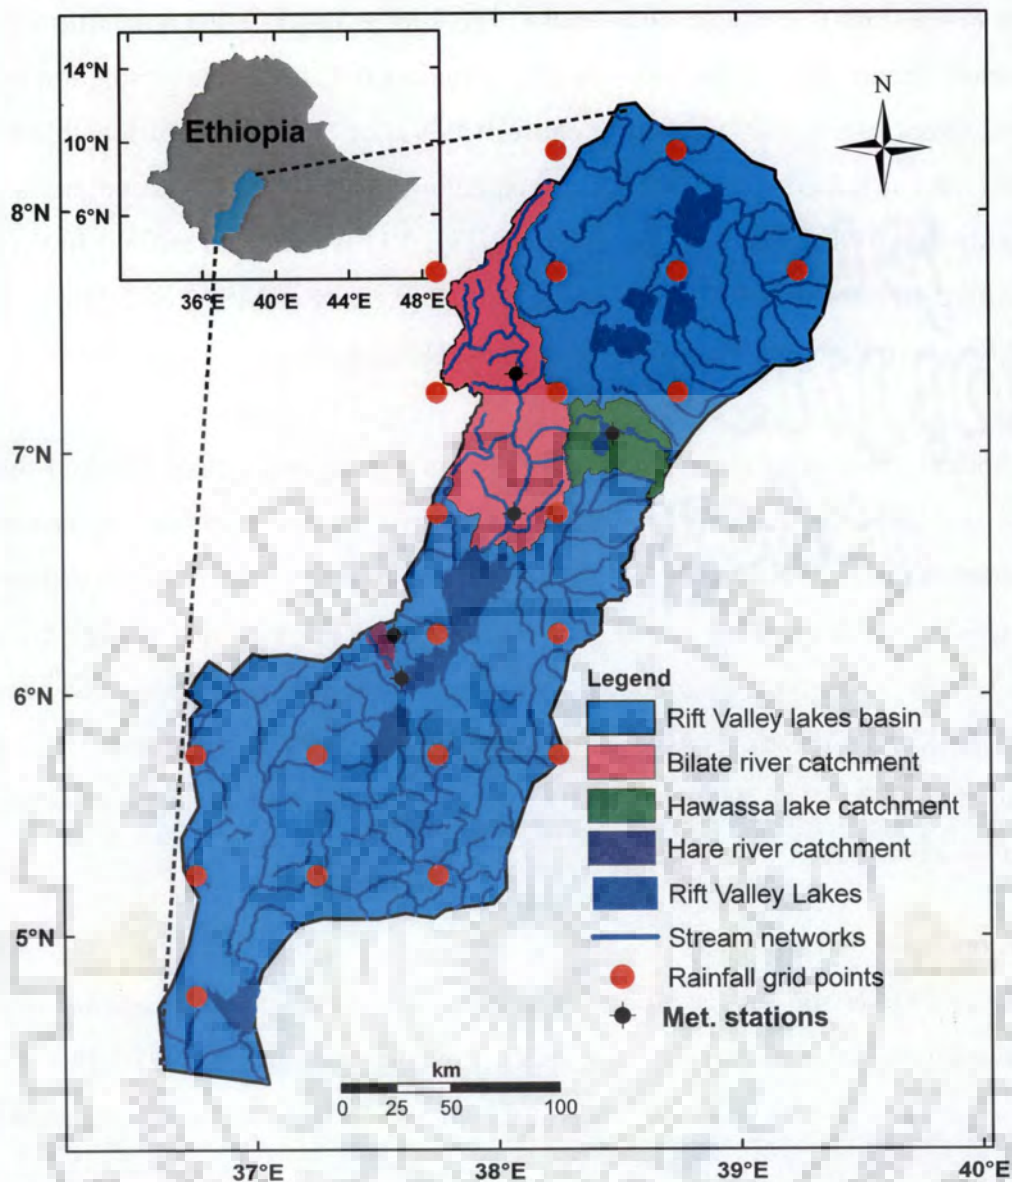 14°N
Ethiopia
10°N
6°N
36°E 40°E 44°E 48°E
N
8°N
7°N
6°N
5°N
Legend
Rift Valley lakes basin
Bilate river catchment
Hawassa lake catchment
Hare river catchment
Rift Valley Lakes
Stream networks
Rainfall grid points
Met. stations
km
0 25 50 100
37°E 38°E 39°E 40°E